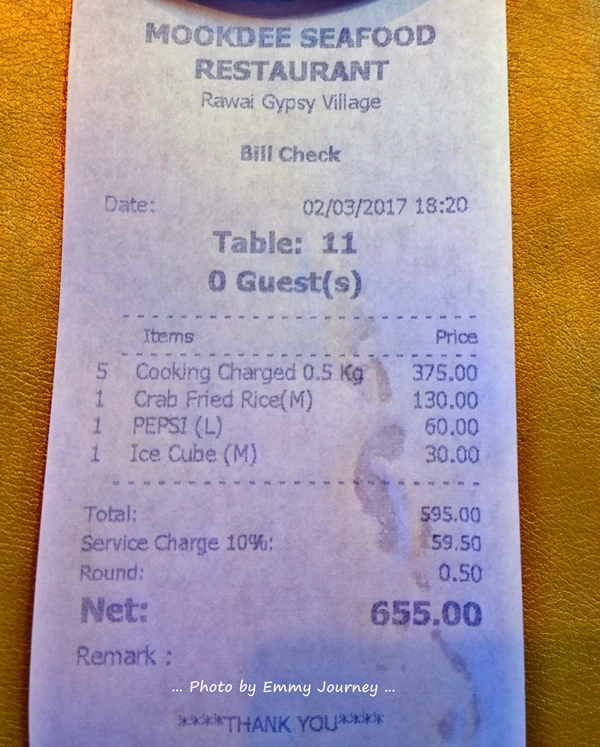 MOOKDEE SEAFOOD
RESTAURANT
Rawai Gypsy Village
Bill Check
Date: 02/03/2017 18:20
Table: 11
0 Guest(s)
Items Price
5 Cooking Charged 0.5 Kg 375.00
1 Crab Fried Rice(M) 130.00
1 PEPSI (L) 60.00
1 Ice Cube (M) 30.00
Total: 595.00
Service Charge 10%: 59.50
Round: 0.50
Net: 655.00
Remark :
... Photo by Emmy Journey ...
****THANK YOU****